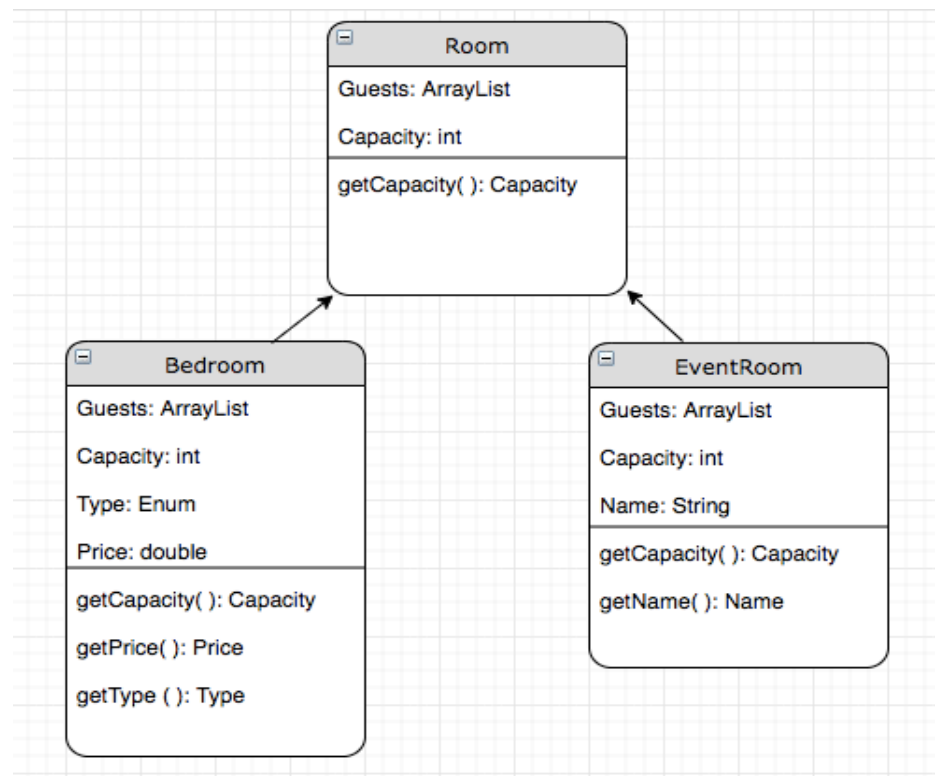 Room
Guests: ArrayList
Capacity: int
getCapacity( ): Capacity
Bedroom
Guests: ArrayList
Capacity: int
Type: Enum
Price: double
getCapacity( ): Capacity
getPrice( ): Price
getType ( ): Type
EventRoom
Guests: ArrayList
Capacity: int
Name: String
getCapacity( ): Capacity
getName( ): Name